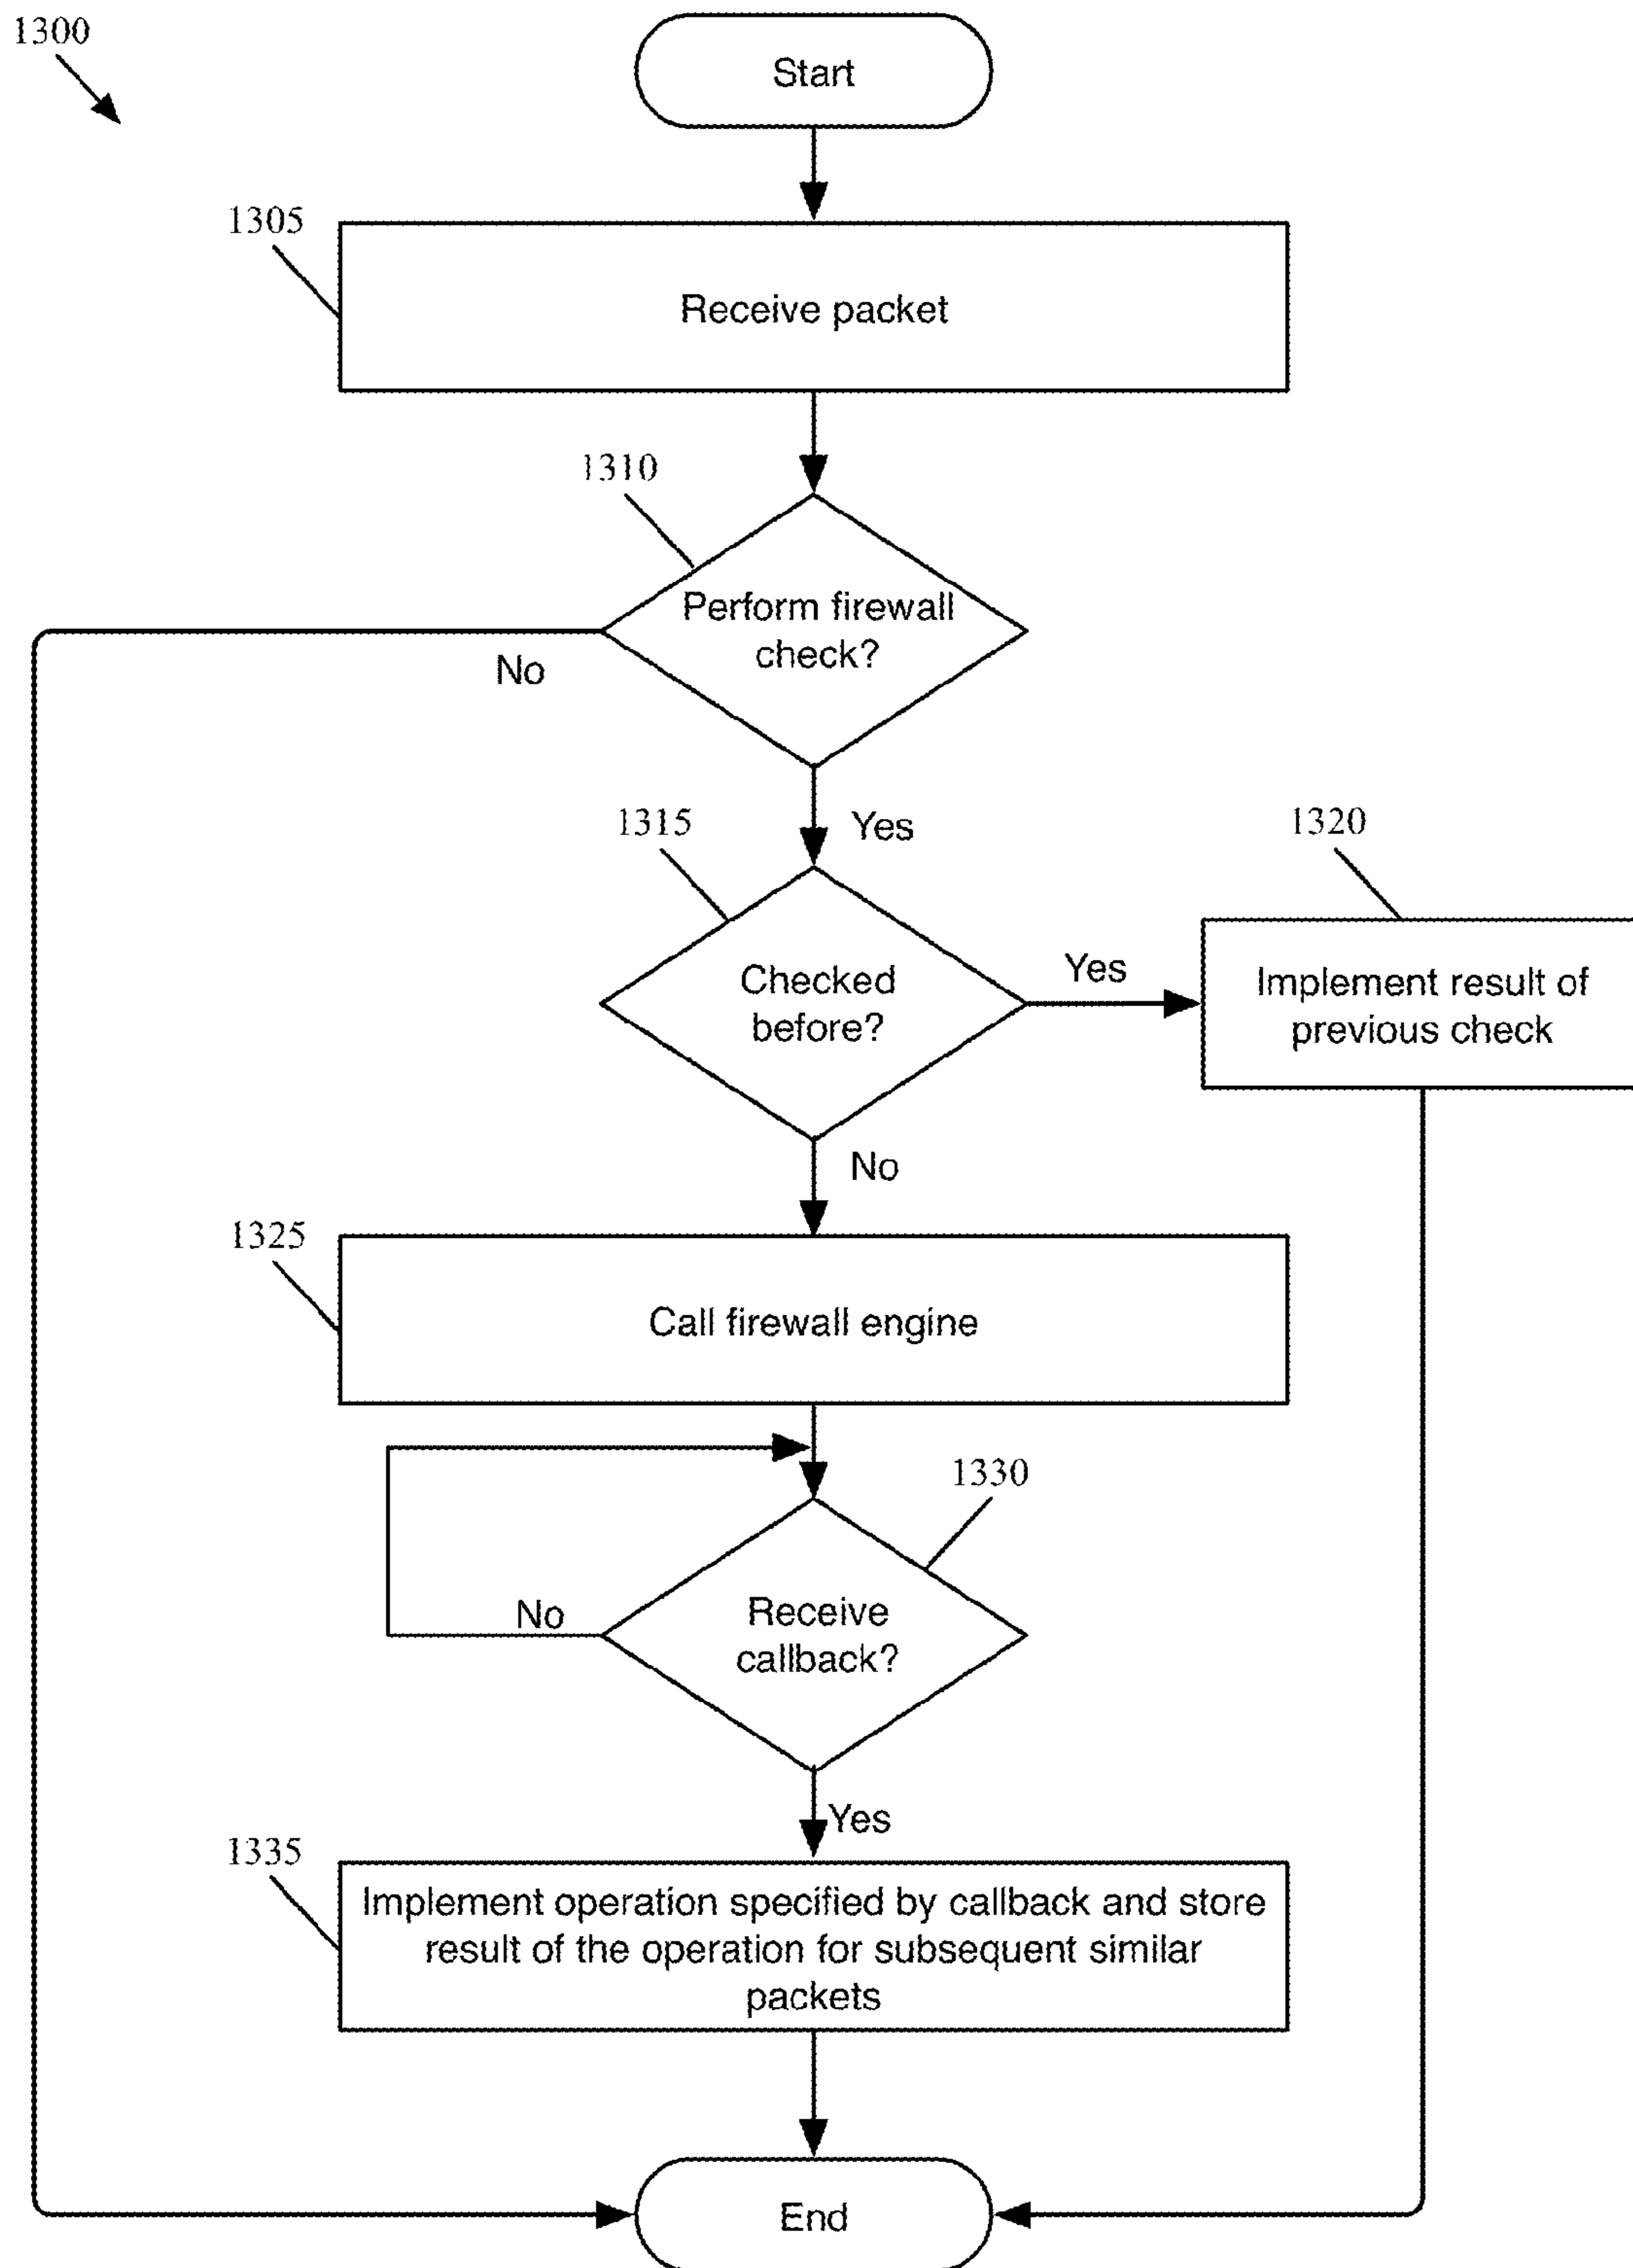 1300
Start
1305
Receive packet
1310
Perform firewall
check?
No
Yes
1315
1320
Checked
before?
Yes
Implement result of
previous check
No
1325
Call firewall engine
1330
Receive
callback?
No
Yes
1335
Implement operation specified by callback and store
result of the operation for subsequent similar
packets
End